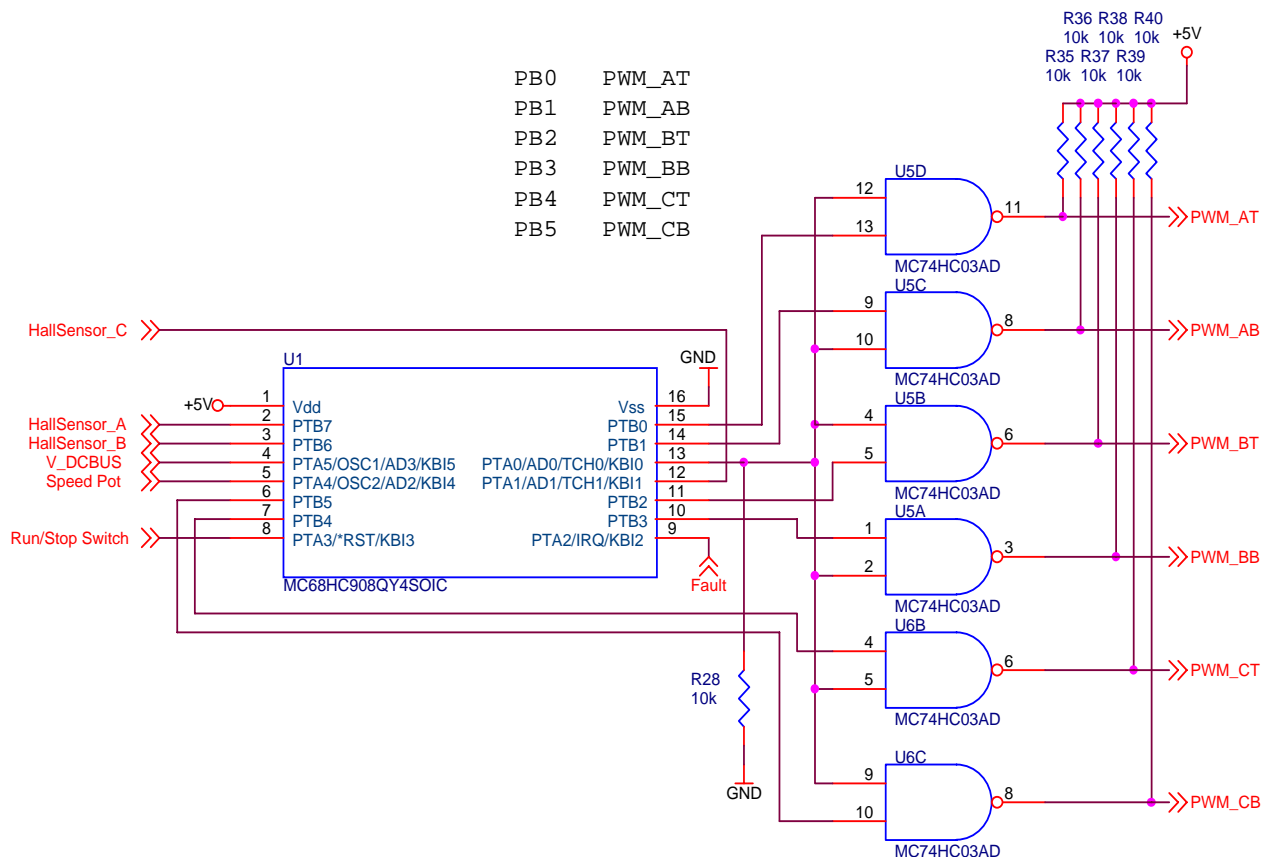 R36 R38 R40
10k 10k 10k
+5V
R35 R37 R39
10k 10k 10k
PB0 PWM_AT
PB1 PWM_AB
PB2 PWM_BT
PB3 PWM_BB
PB4 PWM_CT
PB5 PWM_CB
U5D
12
13
11
PWM_AT
MC74HC03AD
U5C
9
10
8
PWM_AB
MC74HC03AD
HallSensor_C
U1
GND
+5V
1 Vdd
Vss 16
HallSensor_A
2 PTB7
PTB0 15
HallSensor_B
3 PTB6
PTB1 14
V_DCBUS
4 PTA5/OSC1/AD3/KBI5
PTA0/AD0/TCH0/KBI0 13
Speed Pot
5 PTA4/OSC2/AD2/KBI4
PTA1/AD1/TCH1/KBI1 12
6 PTB5
PTB2 11
7 PTB4
PTB3 10
Run/Stop Switch
8 PTA3/*RST/KBI3
PTA2/IRQ/KBI2 9
MC68HC908QY4SOIC
Fault
U5B
4
5
6
PWM_BT
MC74HC03AD
U5A
1
2
3
PWM_BB
MC74HC03AD
U6B
4
5
6
PWM_CT
MC74HC03AD
R28
10k
GND
U6C
9
10
8
PWM_CB
MC74HC03AD